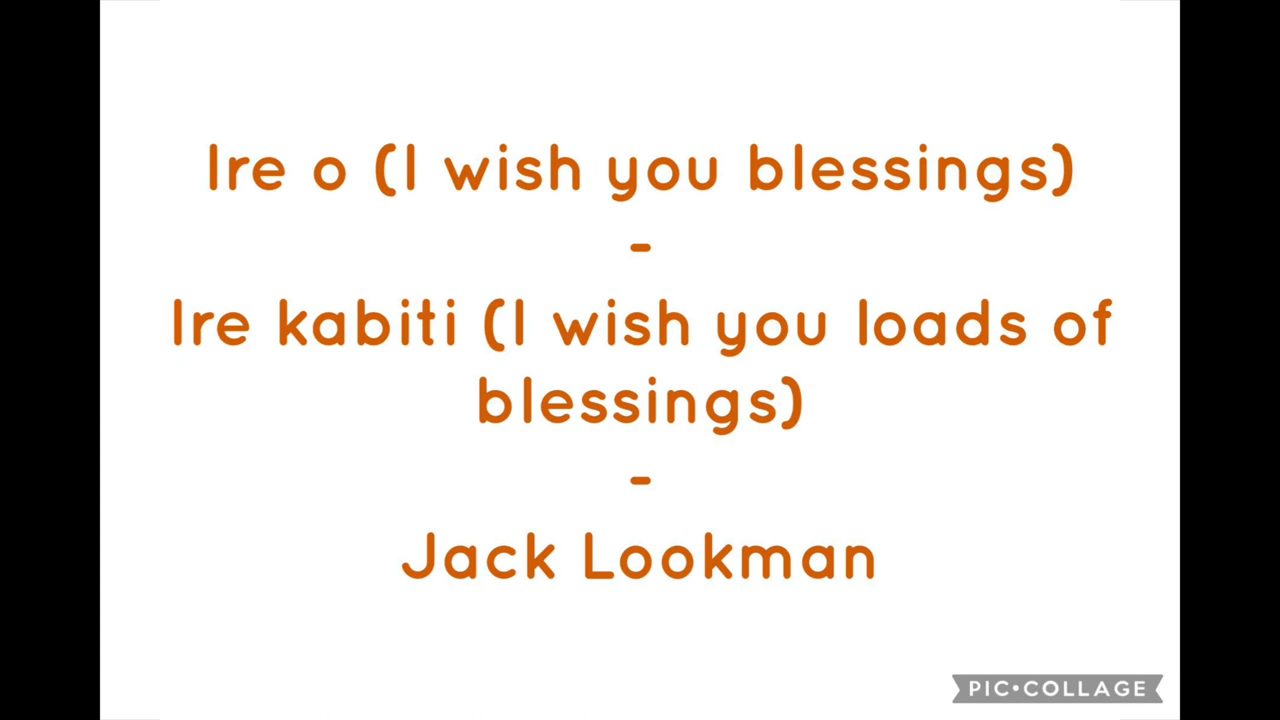 Ire o (I wish you blessings)
-
Ire kabiti (I wish you loads of
blessings)
-
Jack Lookman
PIC•COLLAGE